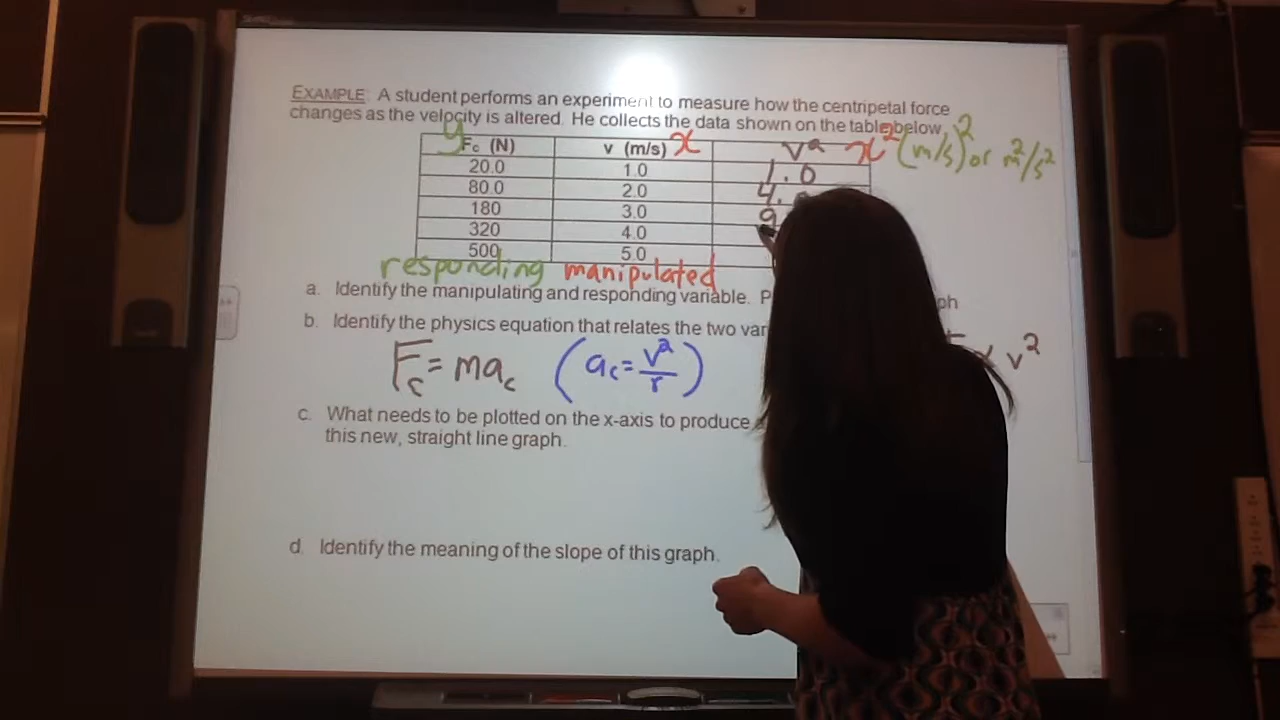 EXAMPLE: A student performs an experiment to measure how the centripetal force
changes as the velocity is altered. He collects the data shown on the table below.
y Fc (N) v (m/s) x v² x² (m/s)² or m²/s²
20.0 1.0 1.0
80.0 2.0 4.
180 3.0 9
320 4.0
500 5.0
responding manipulated
a. Identify the manipulating and responding variable.
b. Identify the physics equation that relates the two
Fc = mac (ac = v²/r) v²
c. What needs to be plotted on the x-axis to produce
this new, straight line graph.
d. Identify the meaning of the slope of this graph.